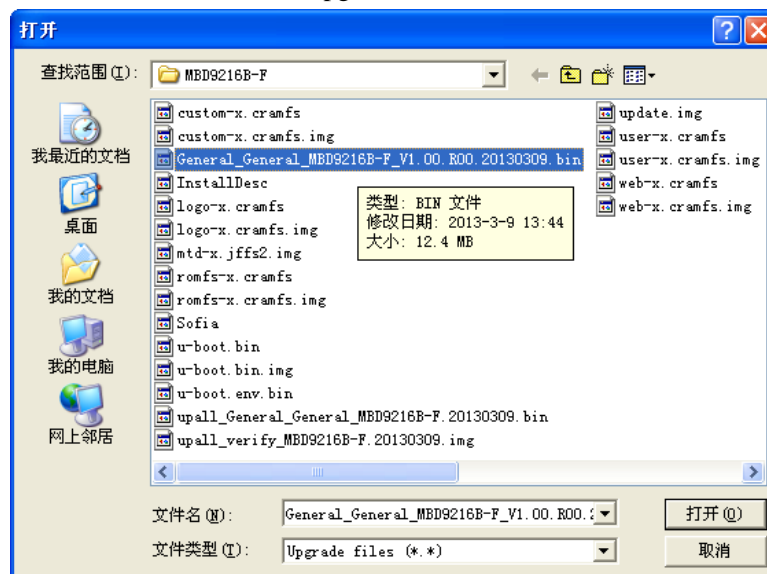 打开
查找范围(I):
MBD9216B-F
我最近的文档
桌面
我的文档
我的电脑
网上邻居
custom-x.cramfs
custom-x.cramfs.img
General_General_MBD9216B-F_V1.00.R00.20130309.bin
InstallDesc
logo-x.cramfs
logo-x.cramfs.img
mtd-x.jffs2.img
romfs-x.cramfs
romfs-x.cramfs.img
Sofia
u-boot.bin
u-boot.bin.img
u-boot.env.bin
upall_General_General_MBD9216B-F.20130309.bin
upall_verify_MBD9216B-F.20130309.img
update.img
user-x.cramfs
user-x.cramfs.img
web-x.cramfs
web-x.cramfs.img
类型: BIN 文件
修改日期: 2013-3-9 13:44
大小: 12.4 MB
文件名(N):
General_General_MBD9216B-F_V1.00.R00.
打开(O)
文件类型(T):
Upgrade files (*.*)
取消